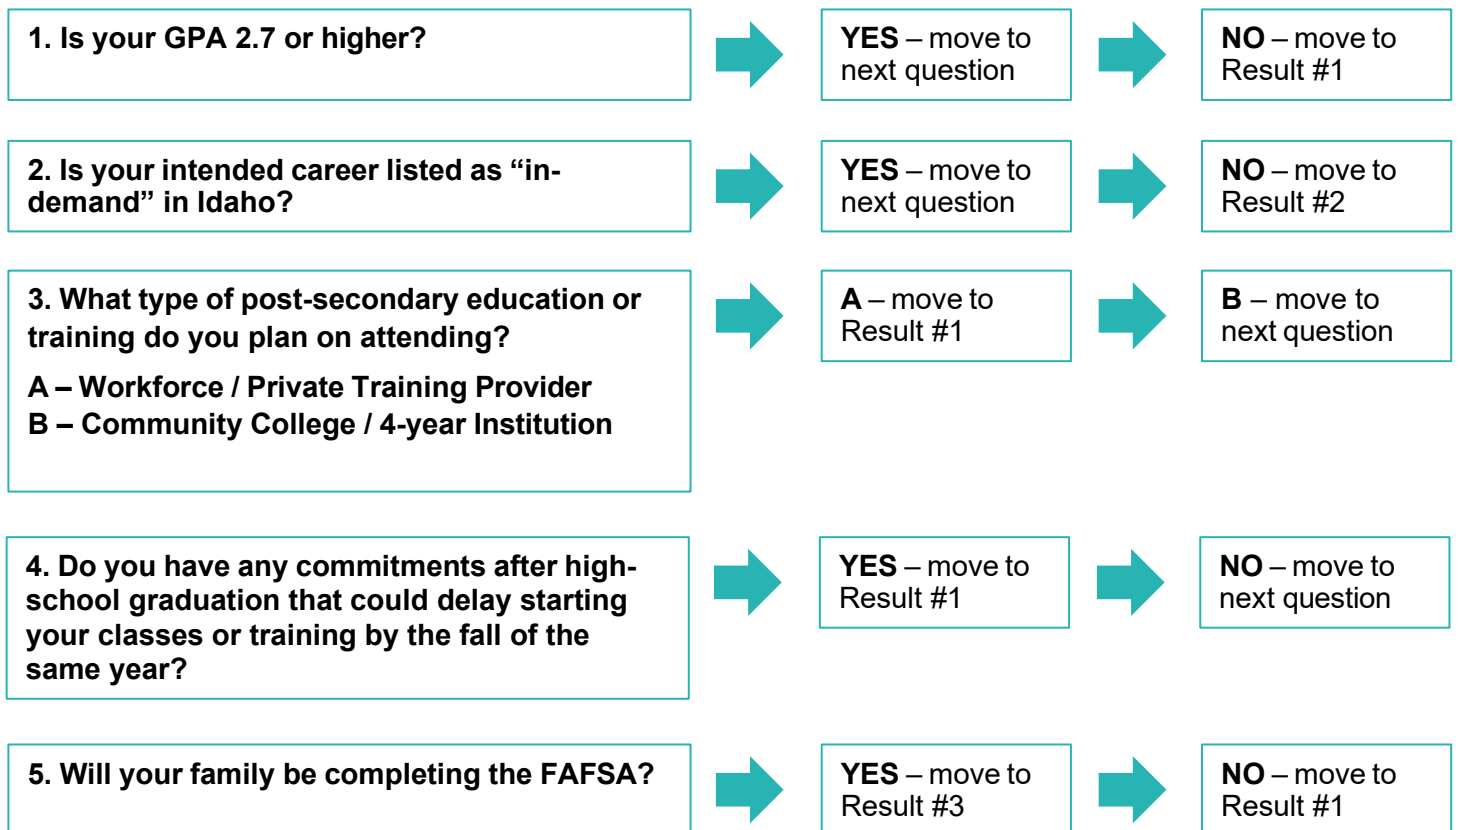 1. Is your GPA 2.7 or higher?
YES – move to
next question
NO – move to
Result #1
2. Is your intended career listed as “in-
demand” in Idaho?
YES – move to
next question
NO – move to
Result #2
3. What type of post-secondary education or
training do you plan on attending?
A – Workforce / Private Training Provider
B – Community College / 4-year Institution
A – move to
Result #1
B – move to
next question
4. Do you have any commitments after high-
school graduation that could delay starting
your classes or training by the fall of the
same year?
YES – move to
Result #1
NO – move to
next question
5. Will your family be completing the FAFSA?
YES – move to
Result #3
NO – move to
Result #1